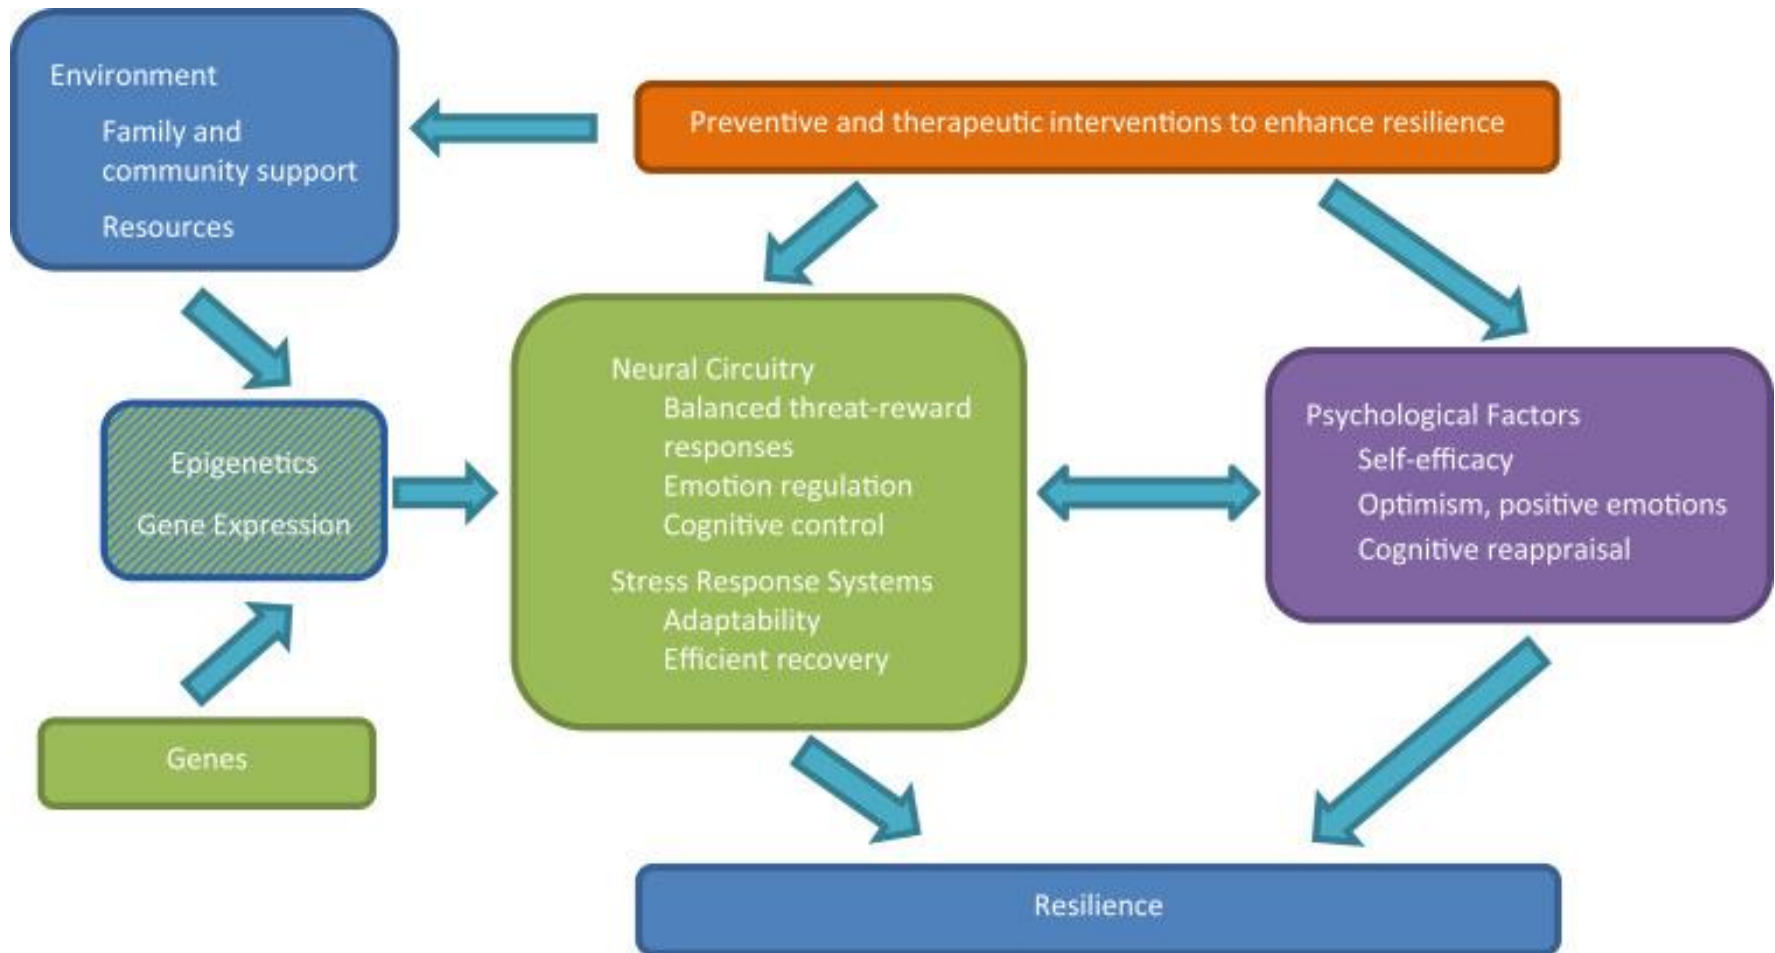 Environment
Family and
community support
Resources
Preventive and therapeutic interventions to enhance resilience
Epigenetics
Gene Expression
Genes
Neural Circuitry
Balanced threat-reward
responses
Emotion regulation
Cognitive control
Stress Response Systems
Adaptability
Efficient recovery
Psychological Factors
Self-efficacy
Optimism, positive emotions
Cognitive reappraisal
Resilience